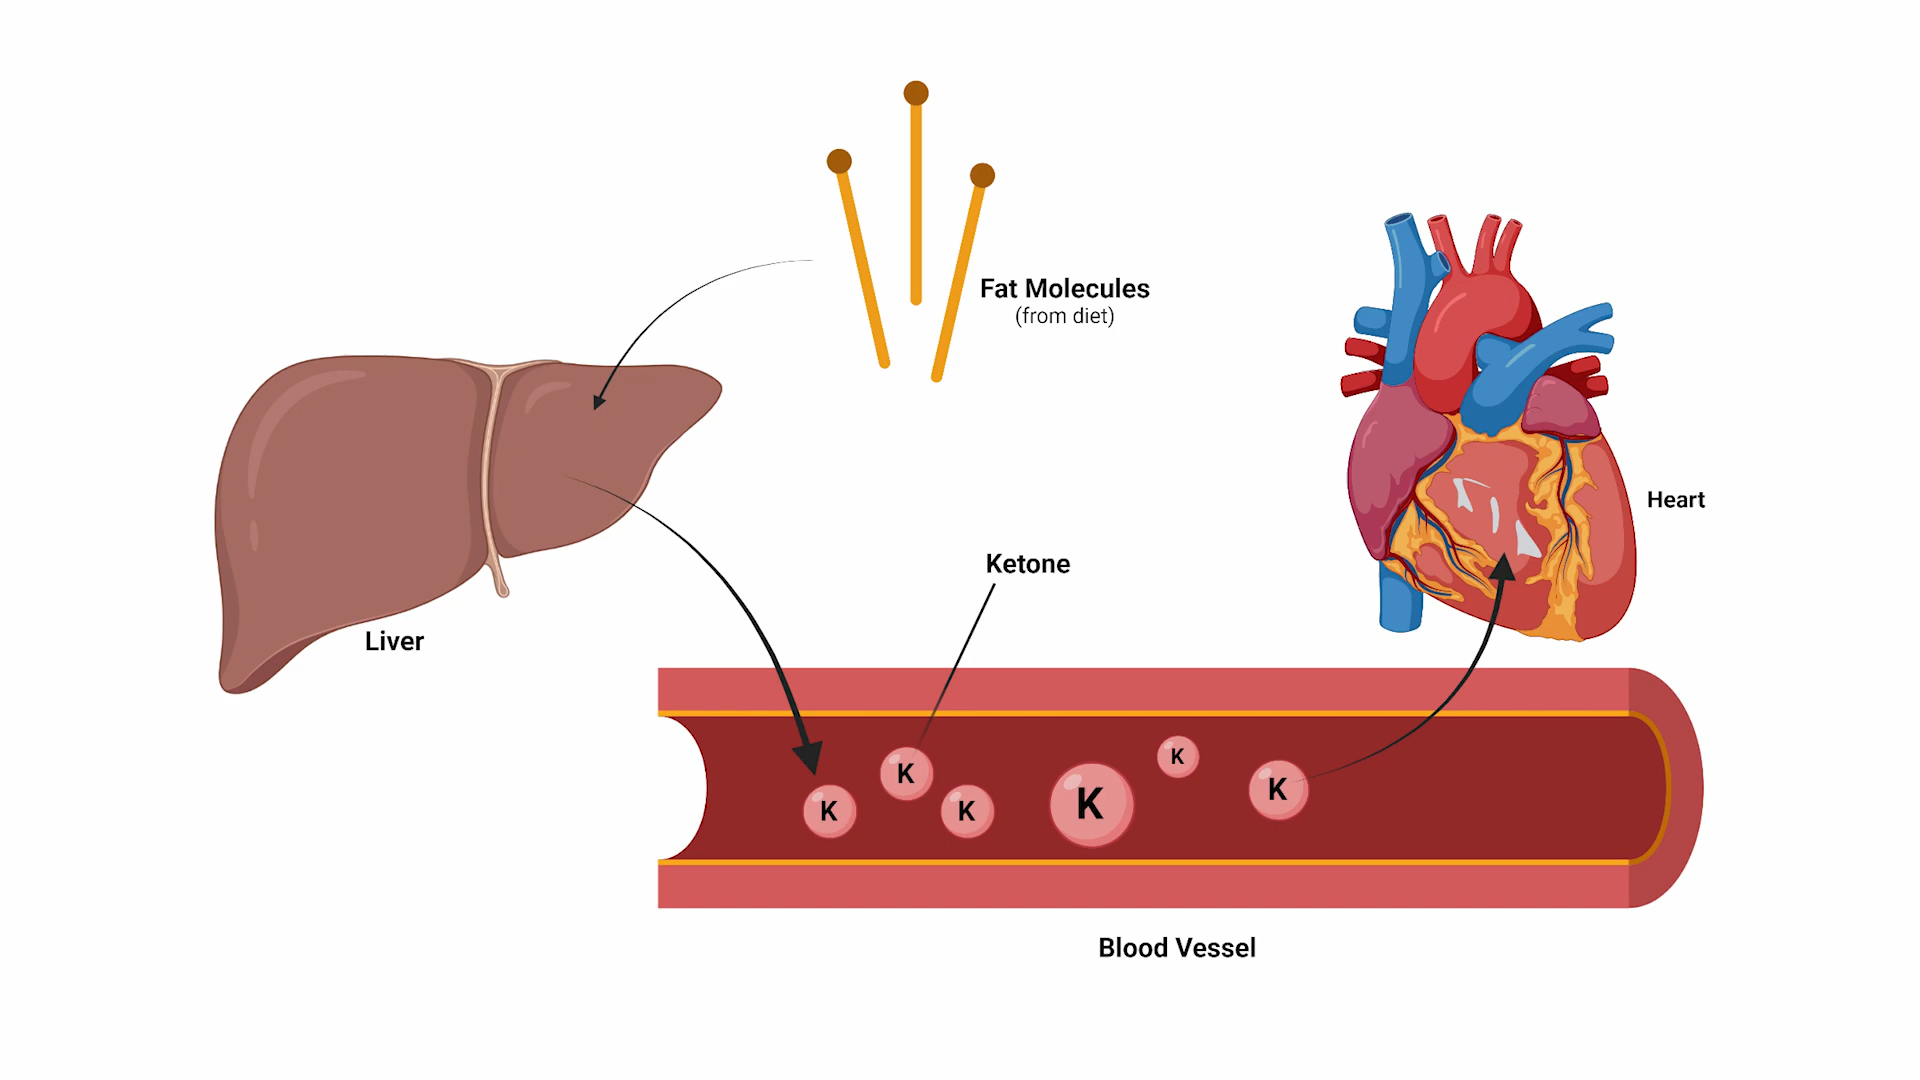 Fat Molecules
(from diet)
Heart
Ketone
Liver
K
K
K
K
K
K
Blood Vessel